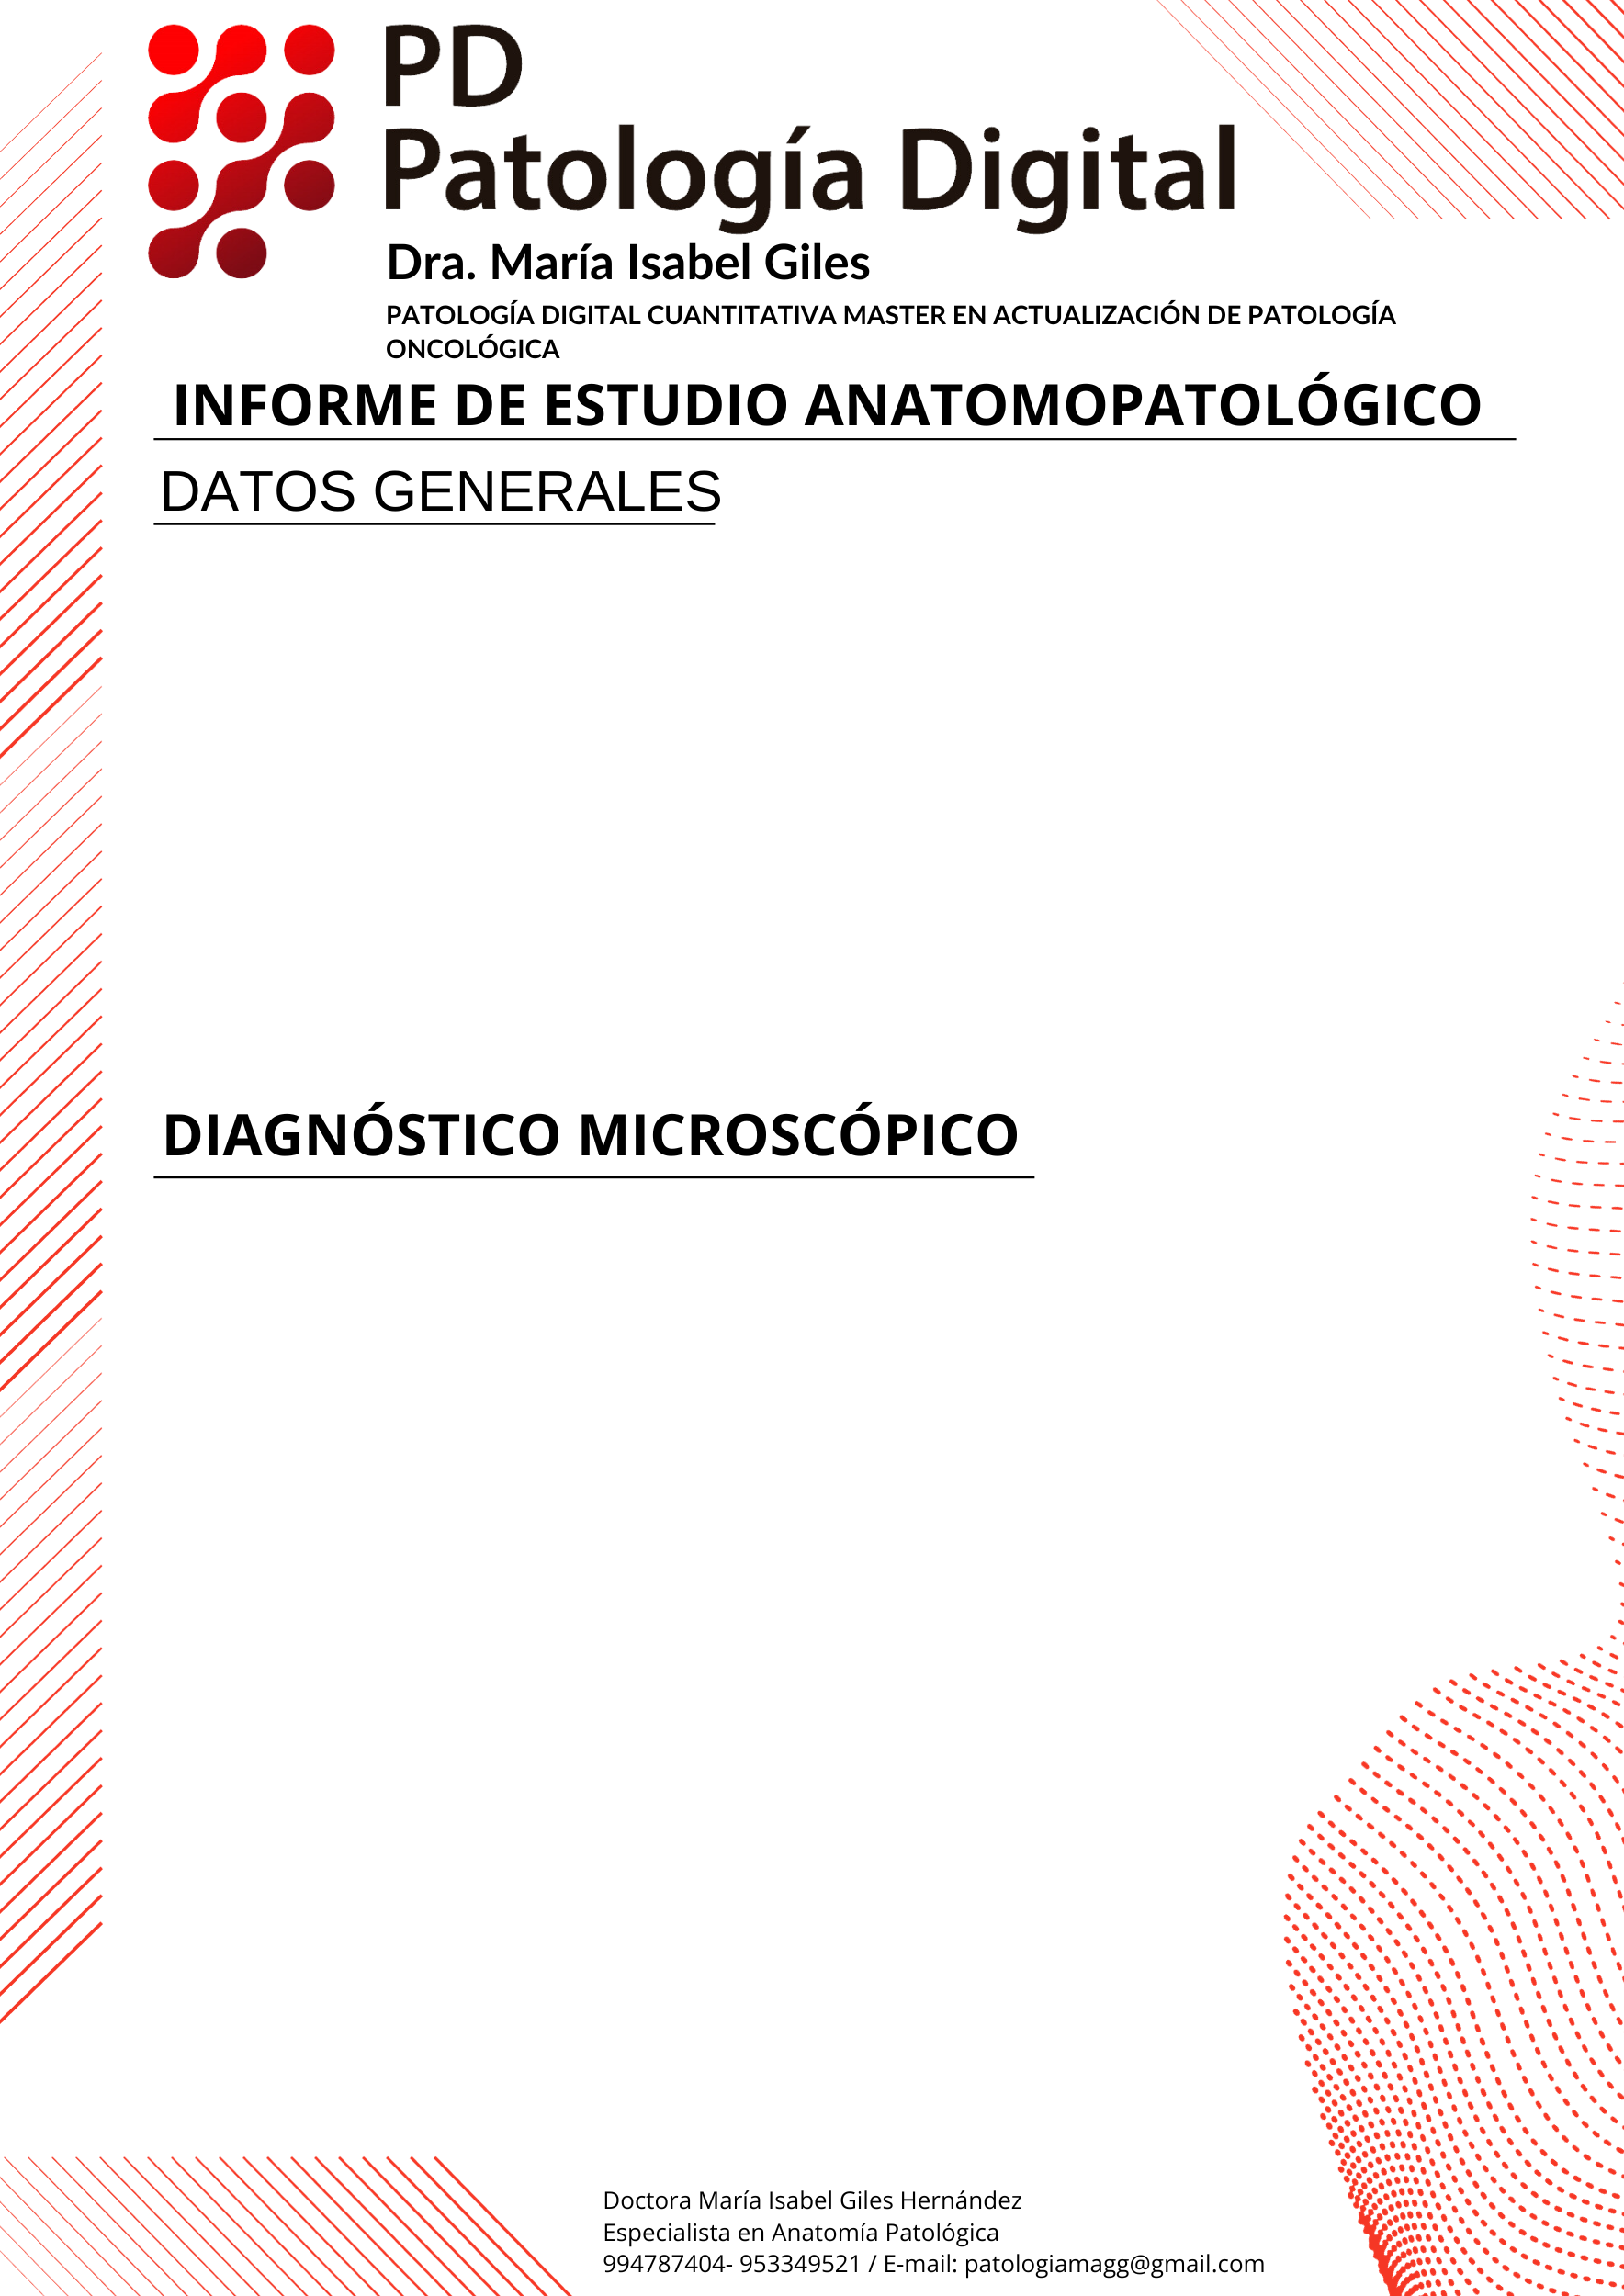 PD
Patología Digital
Dra. María Isabel Giles
PATOLOGÍA DIGITAL CUANTITATIVA MASTER EN ACTUALIZACIÓN DE PATOLOGÍA
ONCOLÓGICA
INFORME DE ESTUDIO ANATOMOPATOLÓGICO
DATOS GENERALES
DIAGNÓSTICO MICROSCÓPICO
Doctora María Isabel Giles Hernández
Especialista en Anatomía Patológica
994787404- 953349521 / E-mail: patologiamagg@gmail.com